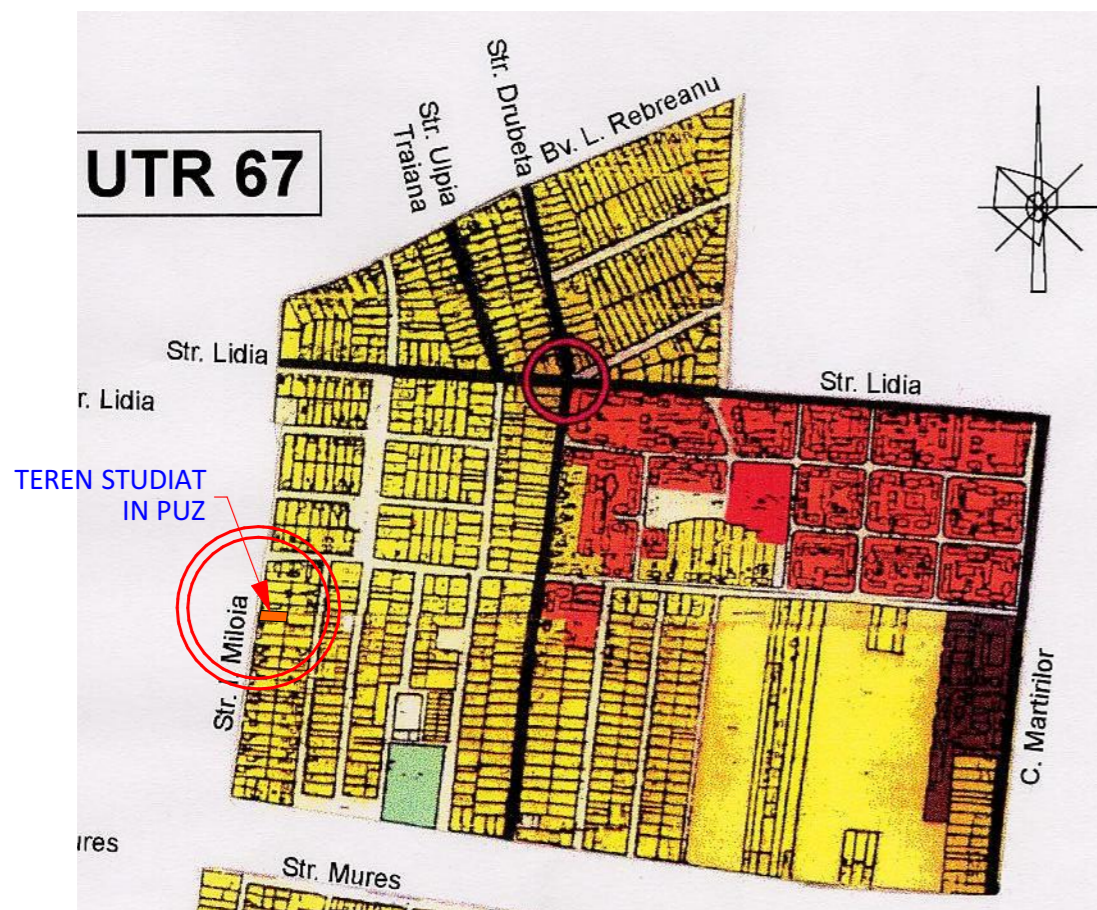 UTR 67
Str. Ulpia
Traiana
Str. Drubeta
Bv. L. Rebreanu
Str. Lidia
Str. Lidia
r. Lidia
TEREN STUDIAT
IN PUZ
Str. I. Miloia
C. Martirilor
ures
Str. Mures